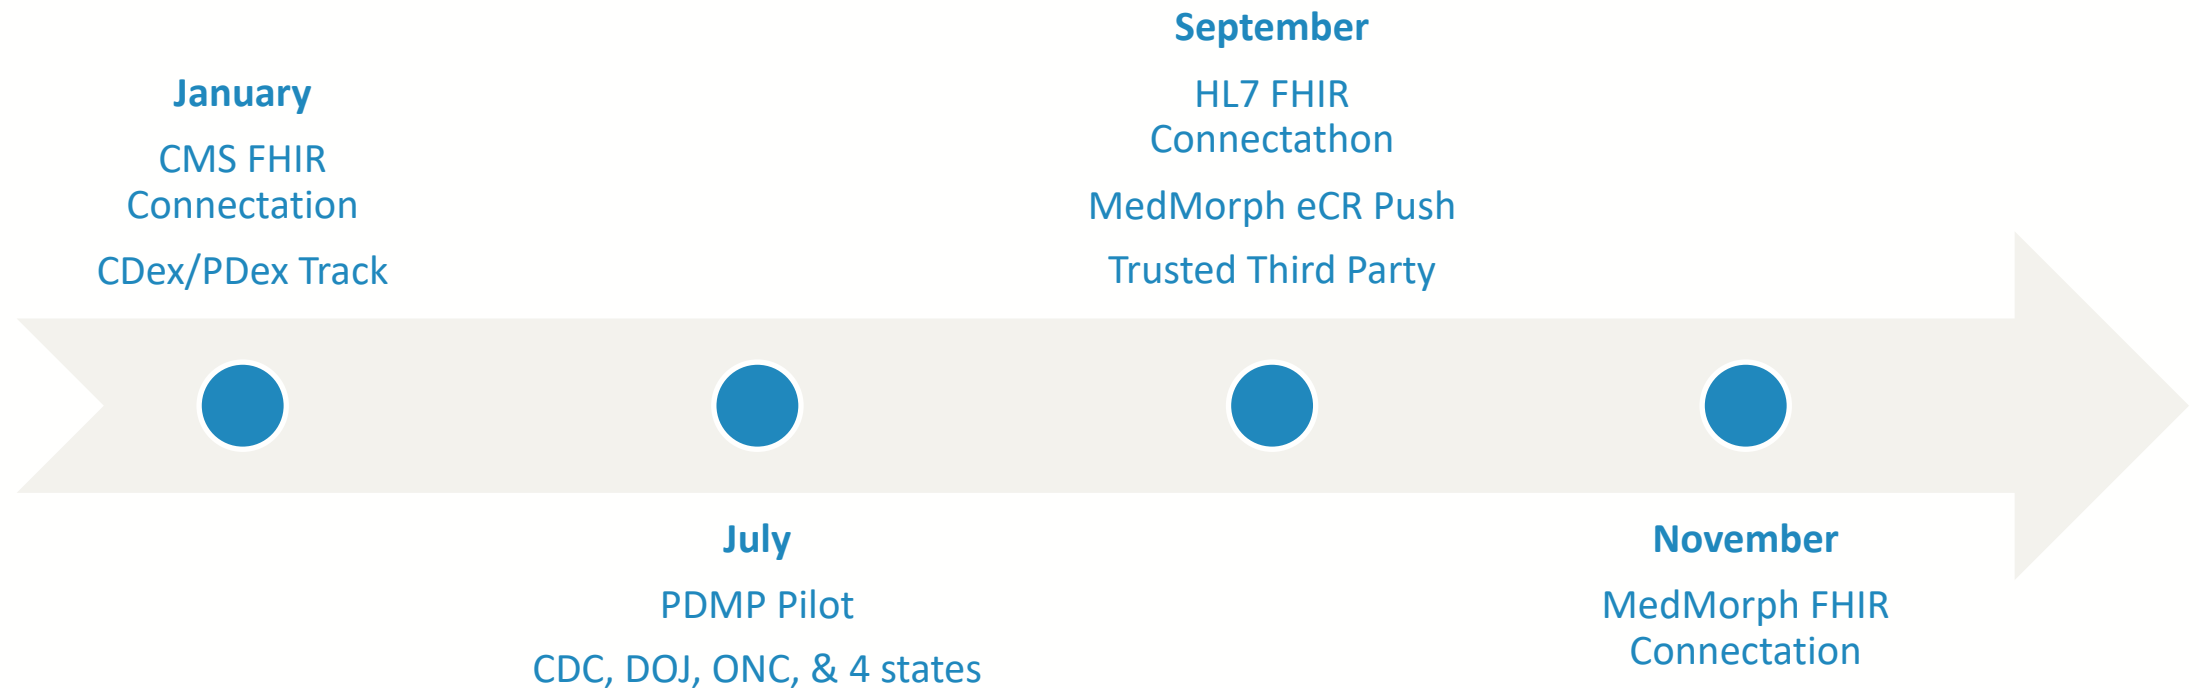 January
CMS FHIR
Connectation
CDex/PDex Track
July
PDMP Pilot
CDC, DOJ, ONC, & 4 states
September
HL7 FHIR
Connectathon
MedMorph eCR Push
Trusted Third Party
November
MedMorph FHIR
Connectation